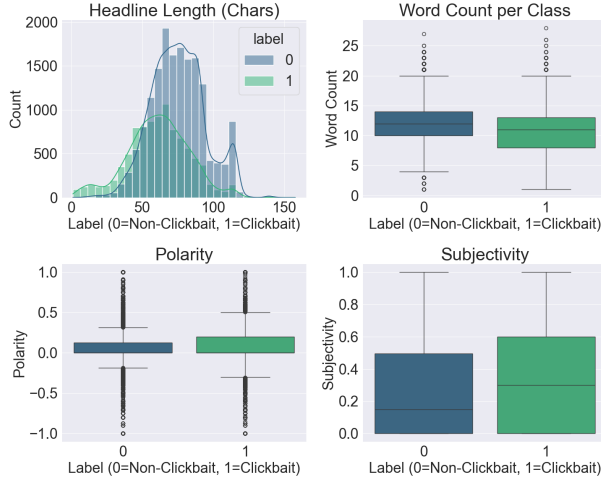 Headline Length (Chars)
2000
1500
1000
500
0
Count
label
0
1
0
50
100
150
Label (0=Non-Clickbait, 1=Clickbait)
Word Count per Class
25
20
15
10
5
0
Word Count
0
1
Label (0=Non-Clickbait, 1=Clickbait)
Polarity
1.0
0.5
0.0
−0.5
−1.0
Polarity
0
1
Label (0=Non-Clickbait, 1=Clickbait)
Subjectivity
1.0
0.8
0.6
0.4
0.2
0.0
Subjectivity
0
1
Label (0=Non-Clickbait, 1=Clickbait)